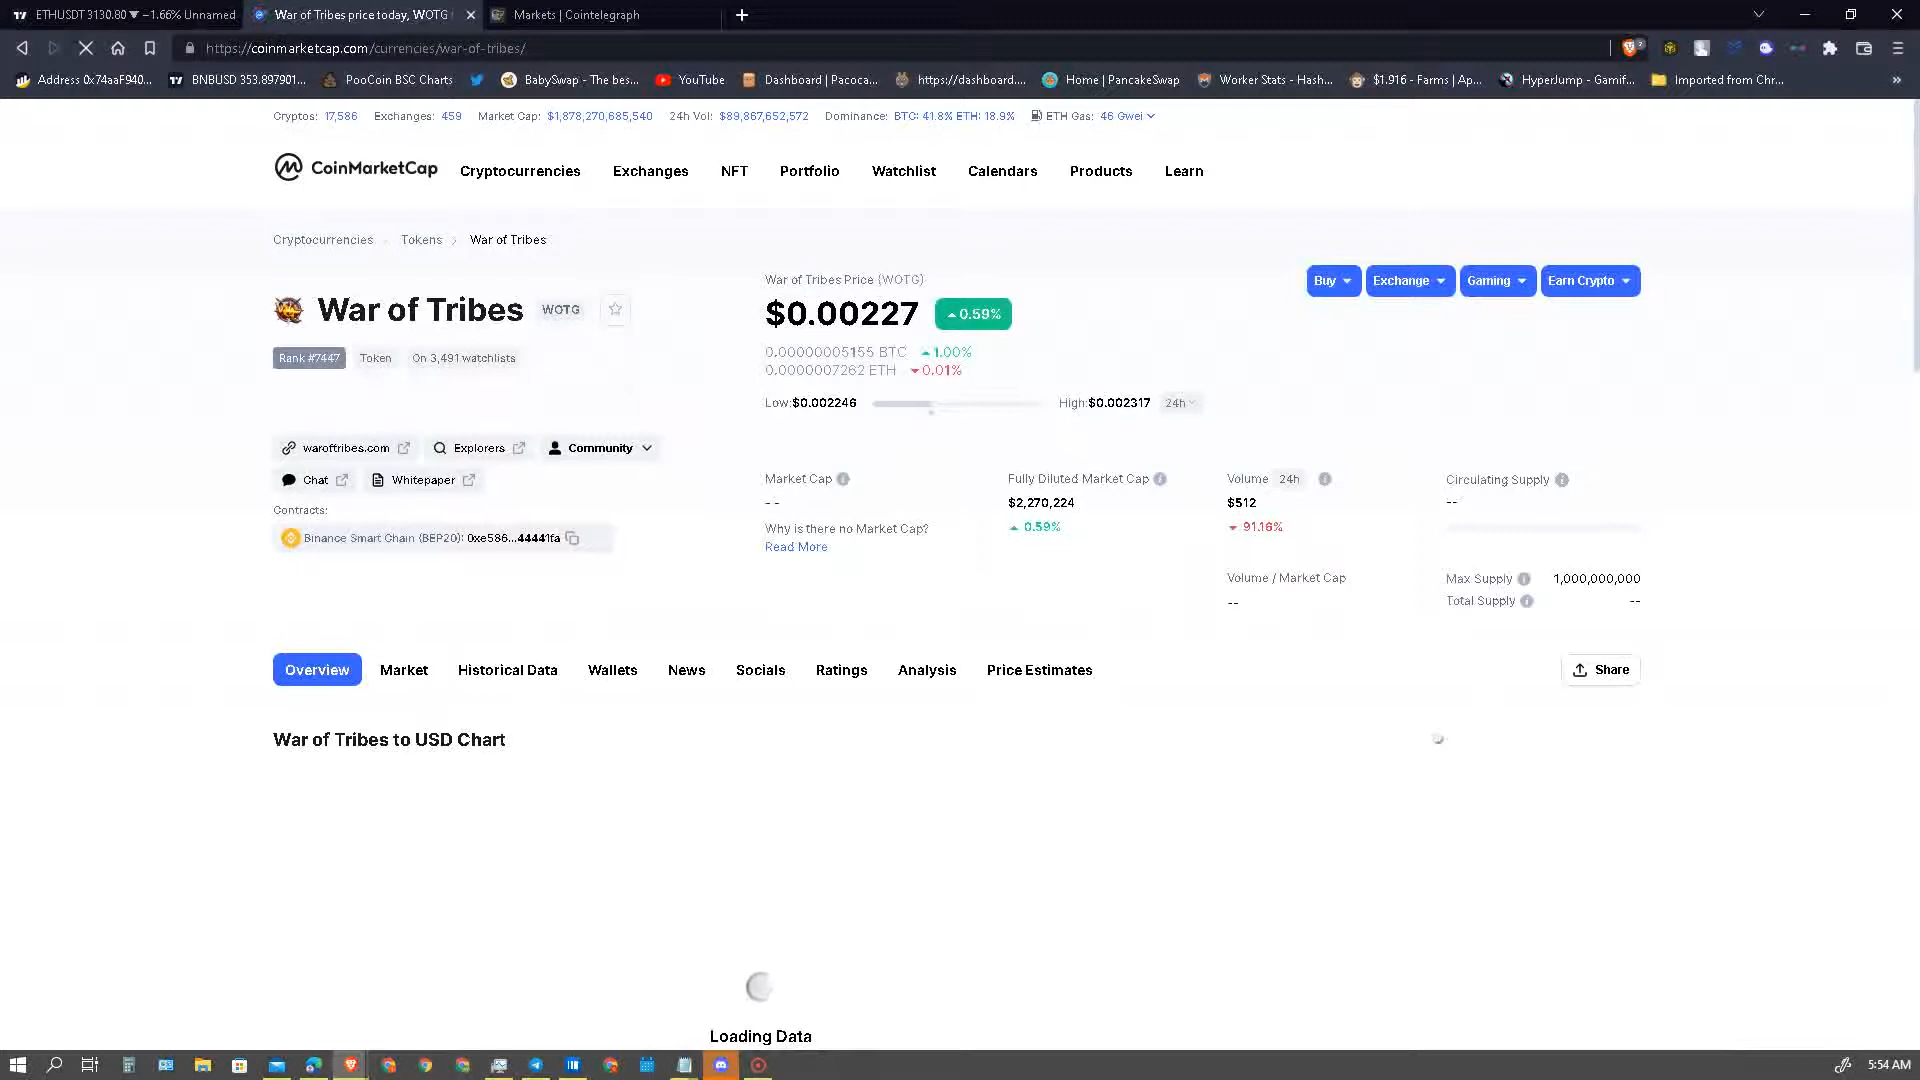 ETHUSDT 3130.80 ▼ −1.66% Unnamed
War of Tribes price today, WOTG
Markets | Cointelegraph
https://coinmarketcap.com/currencies/war-of-tribes/
Address 0x74aaF940...
BNBUSD 353.897901...
PooCoin BSC Charts
BabySwap - The bes...
YouTube
Dashboard | Pacoca...
https://dashboard....
Home | PancakeSwap
Worker Stats - Hash...
$1.916 - Farms | Ap...
HyperJump - Gamif...
Imported from Chr...
Cryptos: 17,586 Exchanges: 459 Market Cap: $1,878,270,685,540 24h Vol: $89,867,652,572 Dominance: BTC: 41.8% ETH: 18.9% ETH Gas: 46 Gwei
CoinMarketCap
Cryptocurrencies Exchanges NFT Portfolio Watchlist Calendars Products Learn
Cryptocurrencies Tokens War of Tribes
War of Tribes WOTG
Rank #7447 Token On 3,491 watchlists
War of Tribes Price (WOTG)
$0.00227 0.59%
0.00000005155 BTC 1.00%
0.0000007262 ETH 0.01%
Low:$0.002246 High:$0.002317 24h
Buy Exchange Gaming Earn Crypto
waroftribes.com Explorers Community
Chat Whitepaper
Contracts:
Binance Smart Chain (BEP20): 0xe586...44441fa
Market Cap
--
Why is there no Market Cap?
Read More
Fully Diluted Market Cap
$2,270,224
0.59%
Volume 24h
$512
91.16%
Volume / Market Cap
--
Circulating Supply
--
Max Supply 1,000,000,000
Total Supply --
Overview Market Historical Data Wallets News Socials Ratings Analysis Price Estimates
Share
War of Tribes to USD Chart
Loading Data
5:54 AM